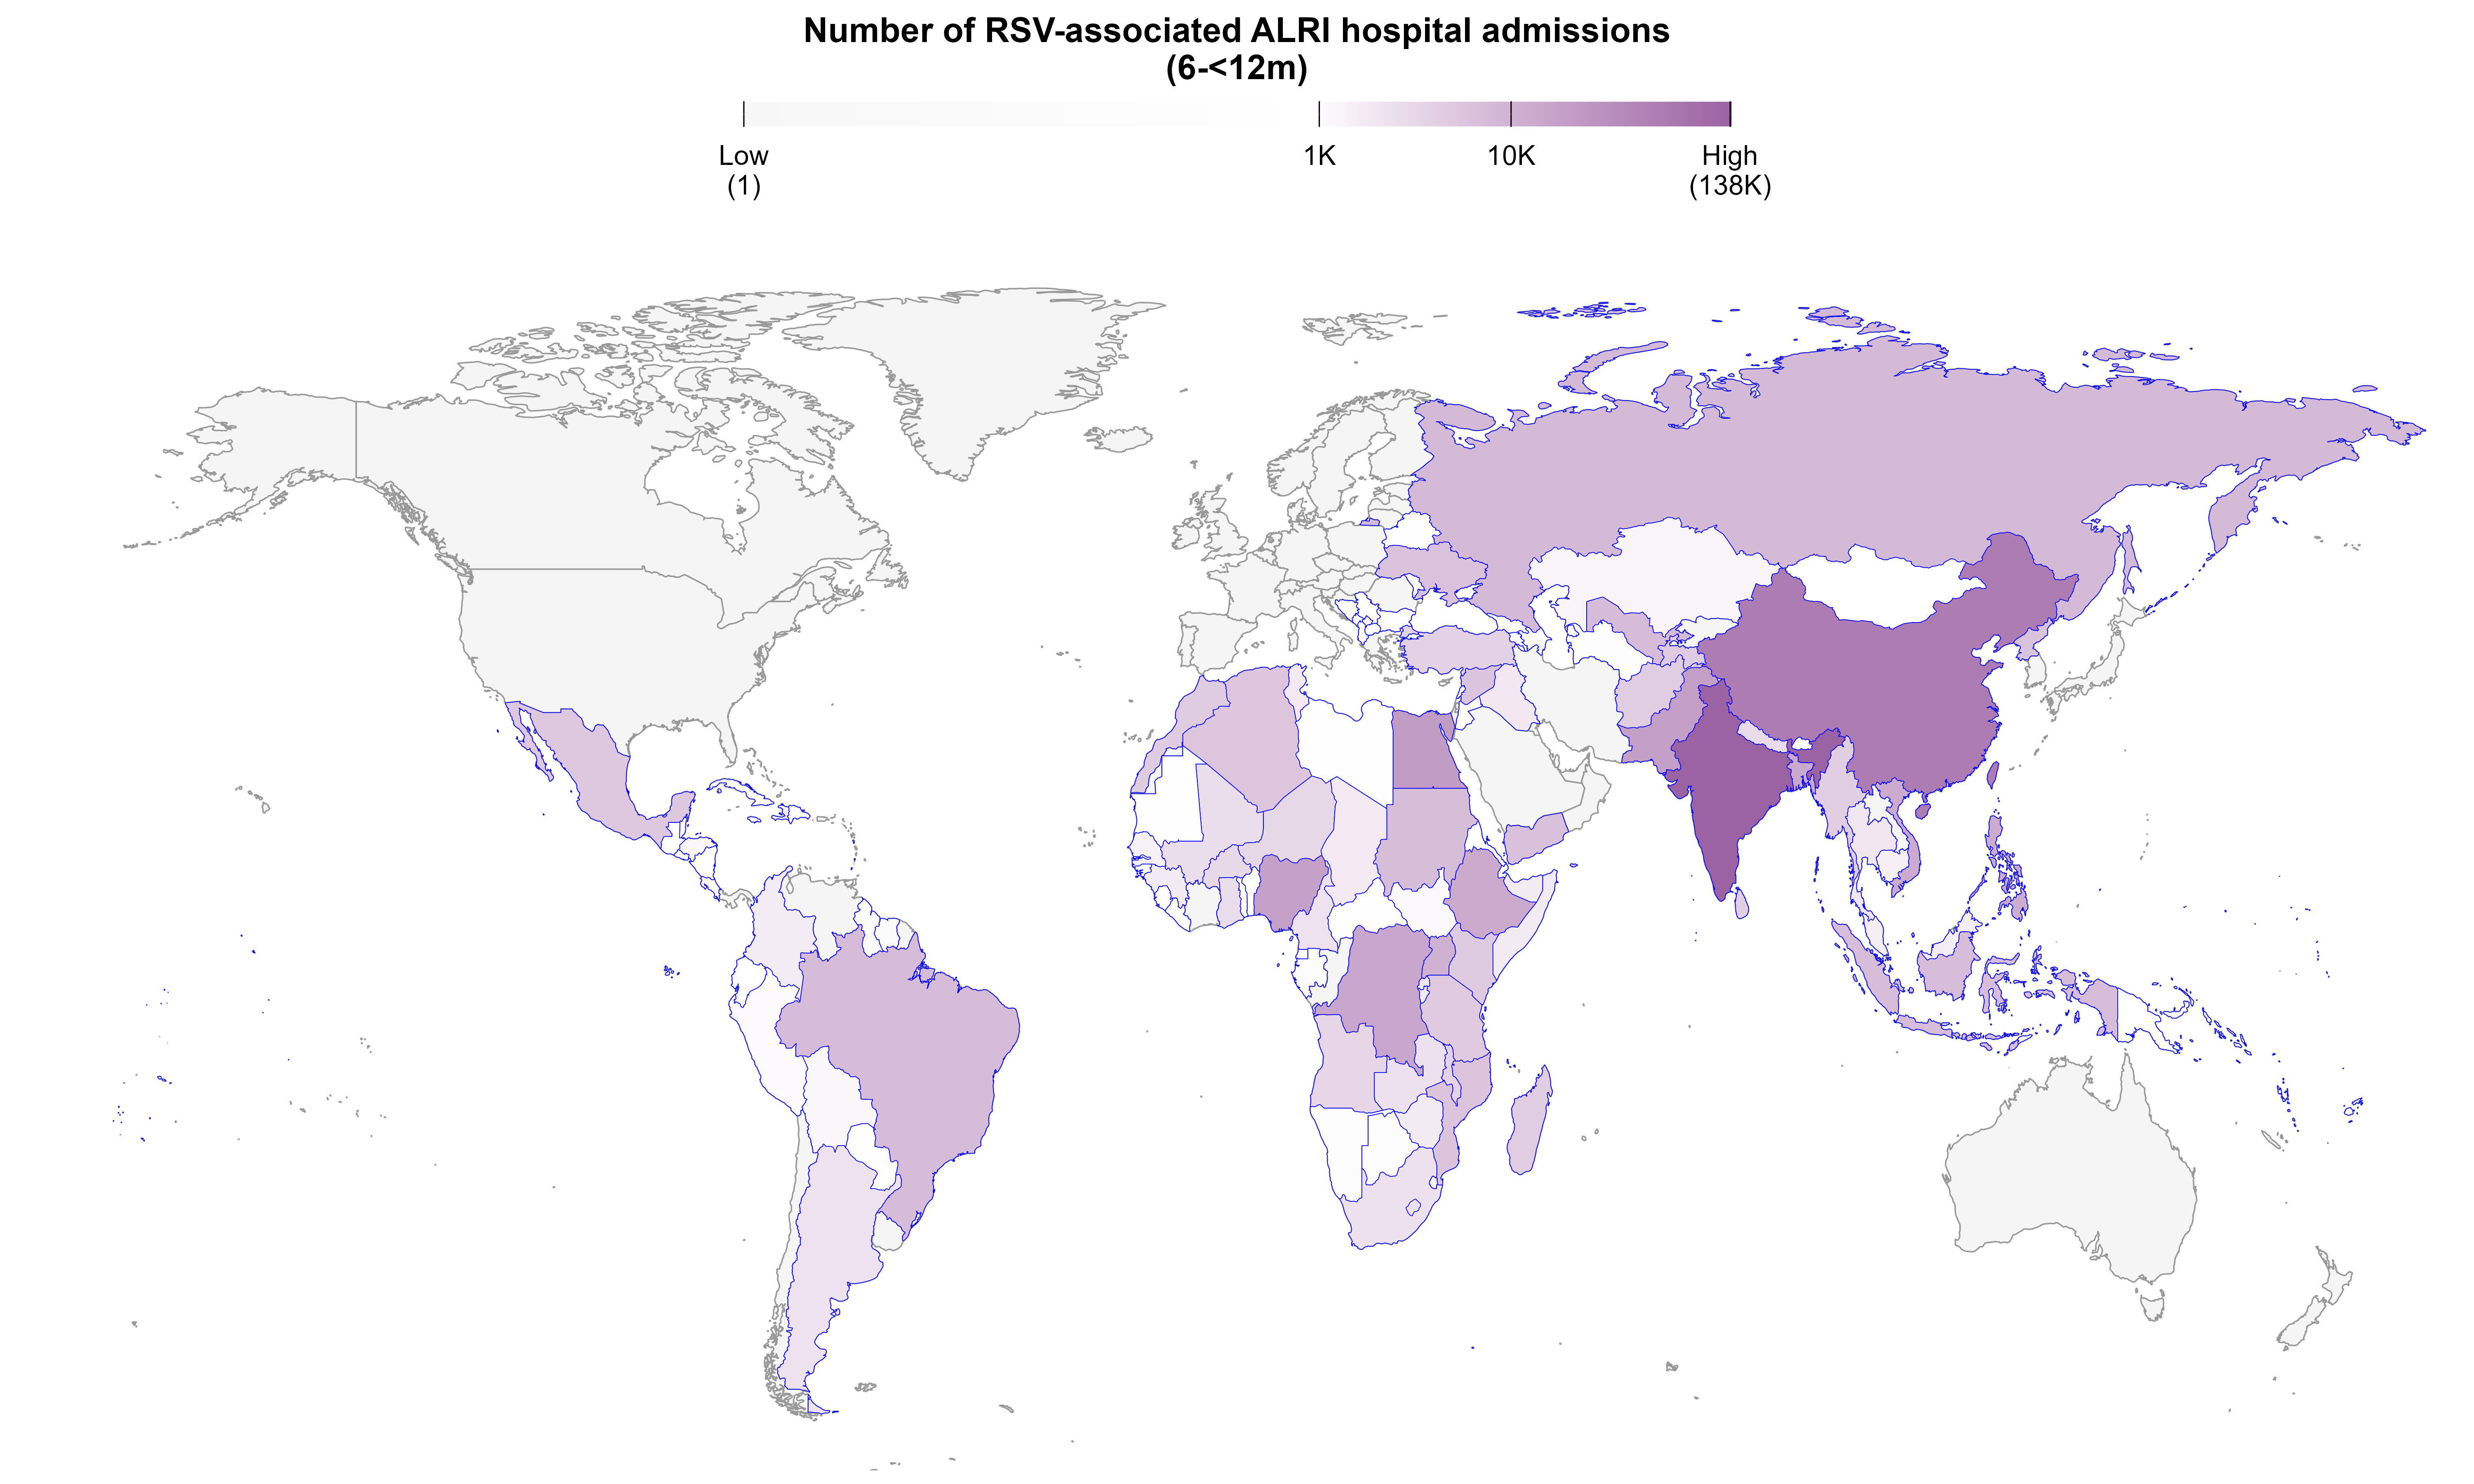 Number of RSV-associated ALRI hospital admissions
(6-<12m)
Low
(1)
1K
10K
High
(138K)